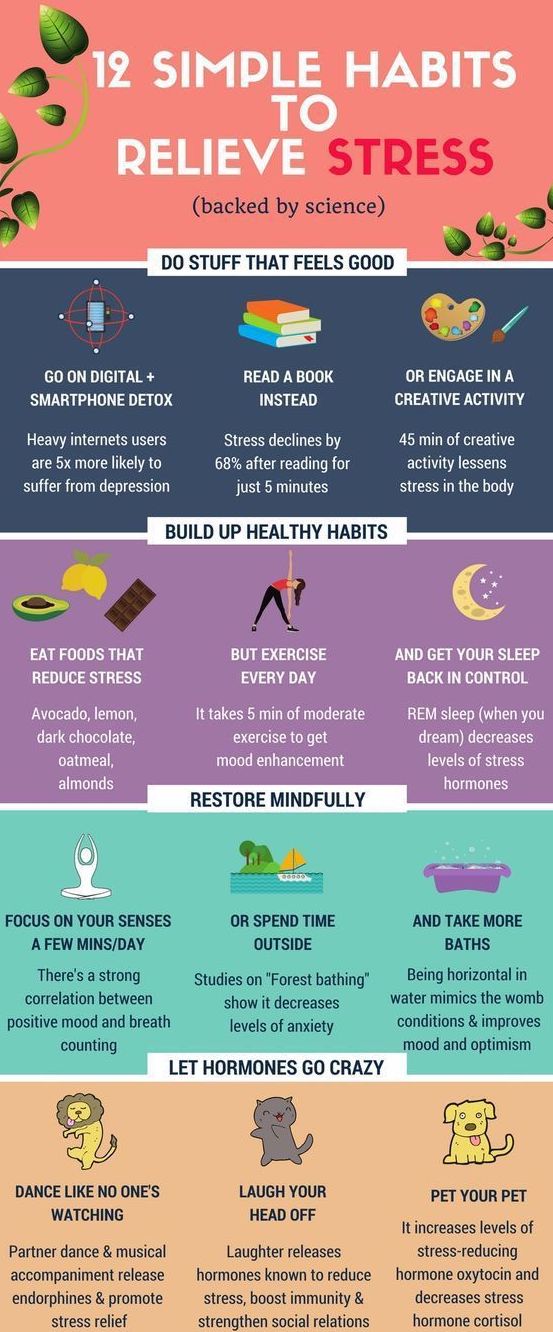 12 SIMPLE HABITS
TO
RELIEVE STRESS
(backed by science)
DO STUFF THAT FEELS GOOD
GO ON DIGITAL +
SMARTPHONE DETOX
Heavy internets users
are 5x more likely to
suffer from depression
READ A BOOK
INSTEAD
Stress declines by
68% after reading for
just 5 minutes
OR ENGAGE IN A
CREATIVE ACTIVITY
45 min of creative
activity lessens
stress in the body
BUILD UP HEALTHY HABITS
EAT FOODS THAT
REDUCE STRESS
Avocado, lemon,
dark chocolate,
oatmeal,
almonds
BUT EXERCISE
EVERY DAY
It takes 5 min of moderate
exercise to get
mood enhancement
AND GET YOUR SLEEP
BACK IN CONTROL
REM sleep (when you
dream) decreases
levels of stress
hormones
RESTORE MINDFULLY
FOCUS ON YOUR SENSES
A FEW MINS/DAY
There's a strong
correlation between
positive mood and breath
counting
OR SPEND TIME
OUTSIDE
Studies on "Forest bathing"
show it decreases
levels of anxiety
AND TAKE MORE
BATHS
Being horizontal in
water mimics the womb
conditions & improves
mood and optimism
LET HORMONES GO CRAZY
DANCE LIKE NO ONE'S
WATCHING
Partner dance & musical
accompaniment release
endorphines & promote
stress relief
LAUGH YOUR
HEAD OFF
Laughter releases
hormones known to reduce
stress, boost immunity &
strengthen social relations
PET YOUR PET
It increases levels of
stress-reducing
hormone oxytocin and
decreases stress
hormone cortisol